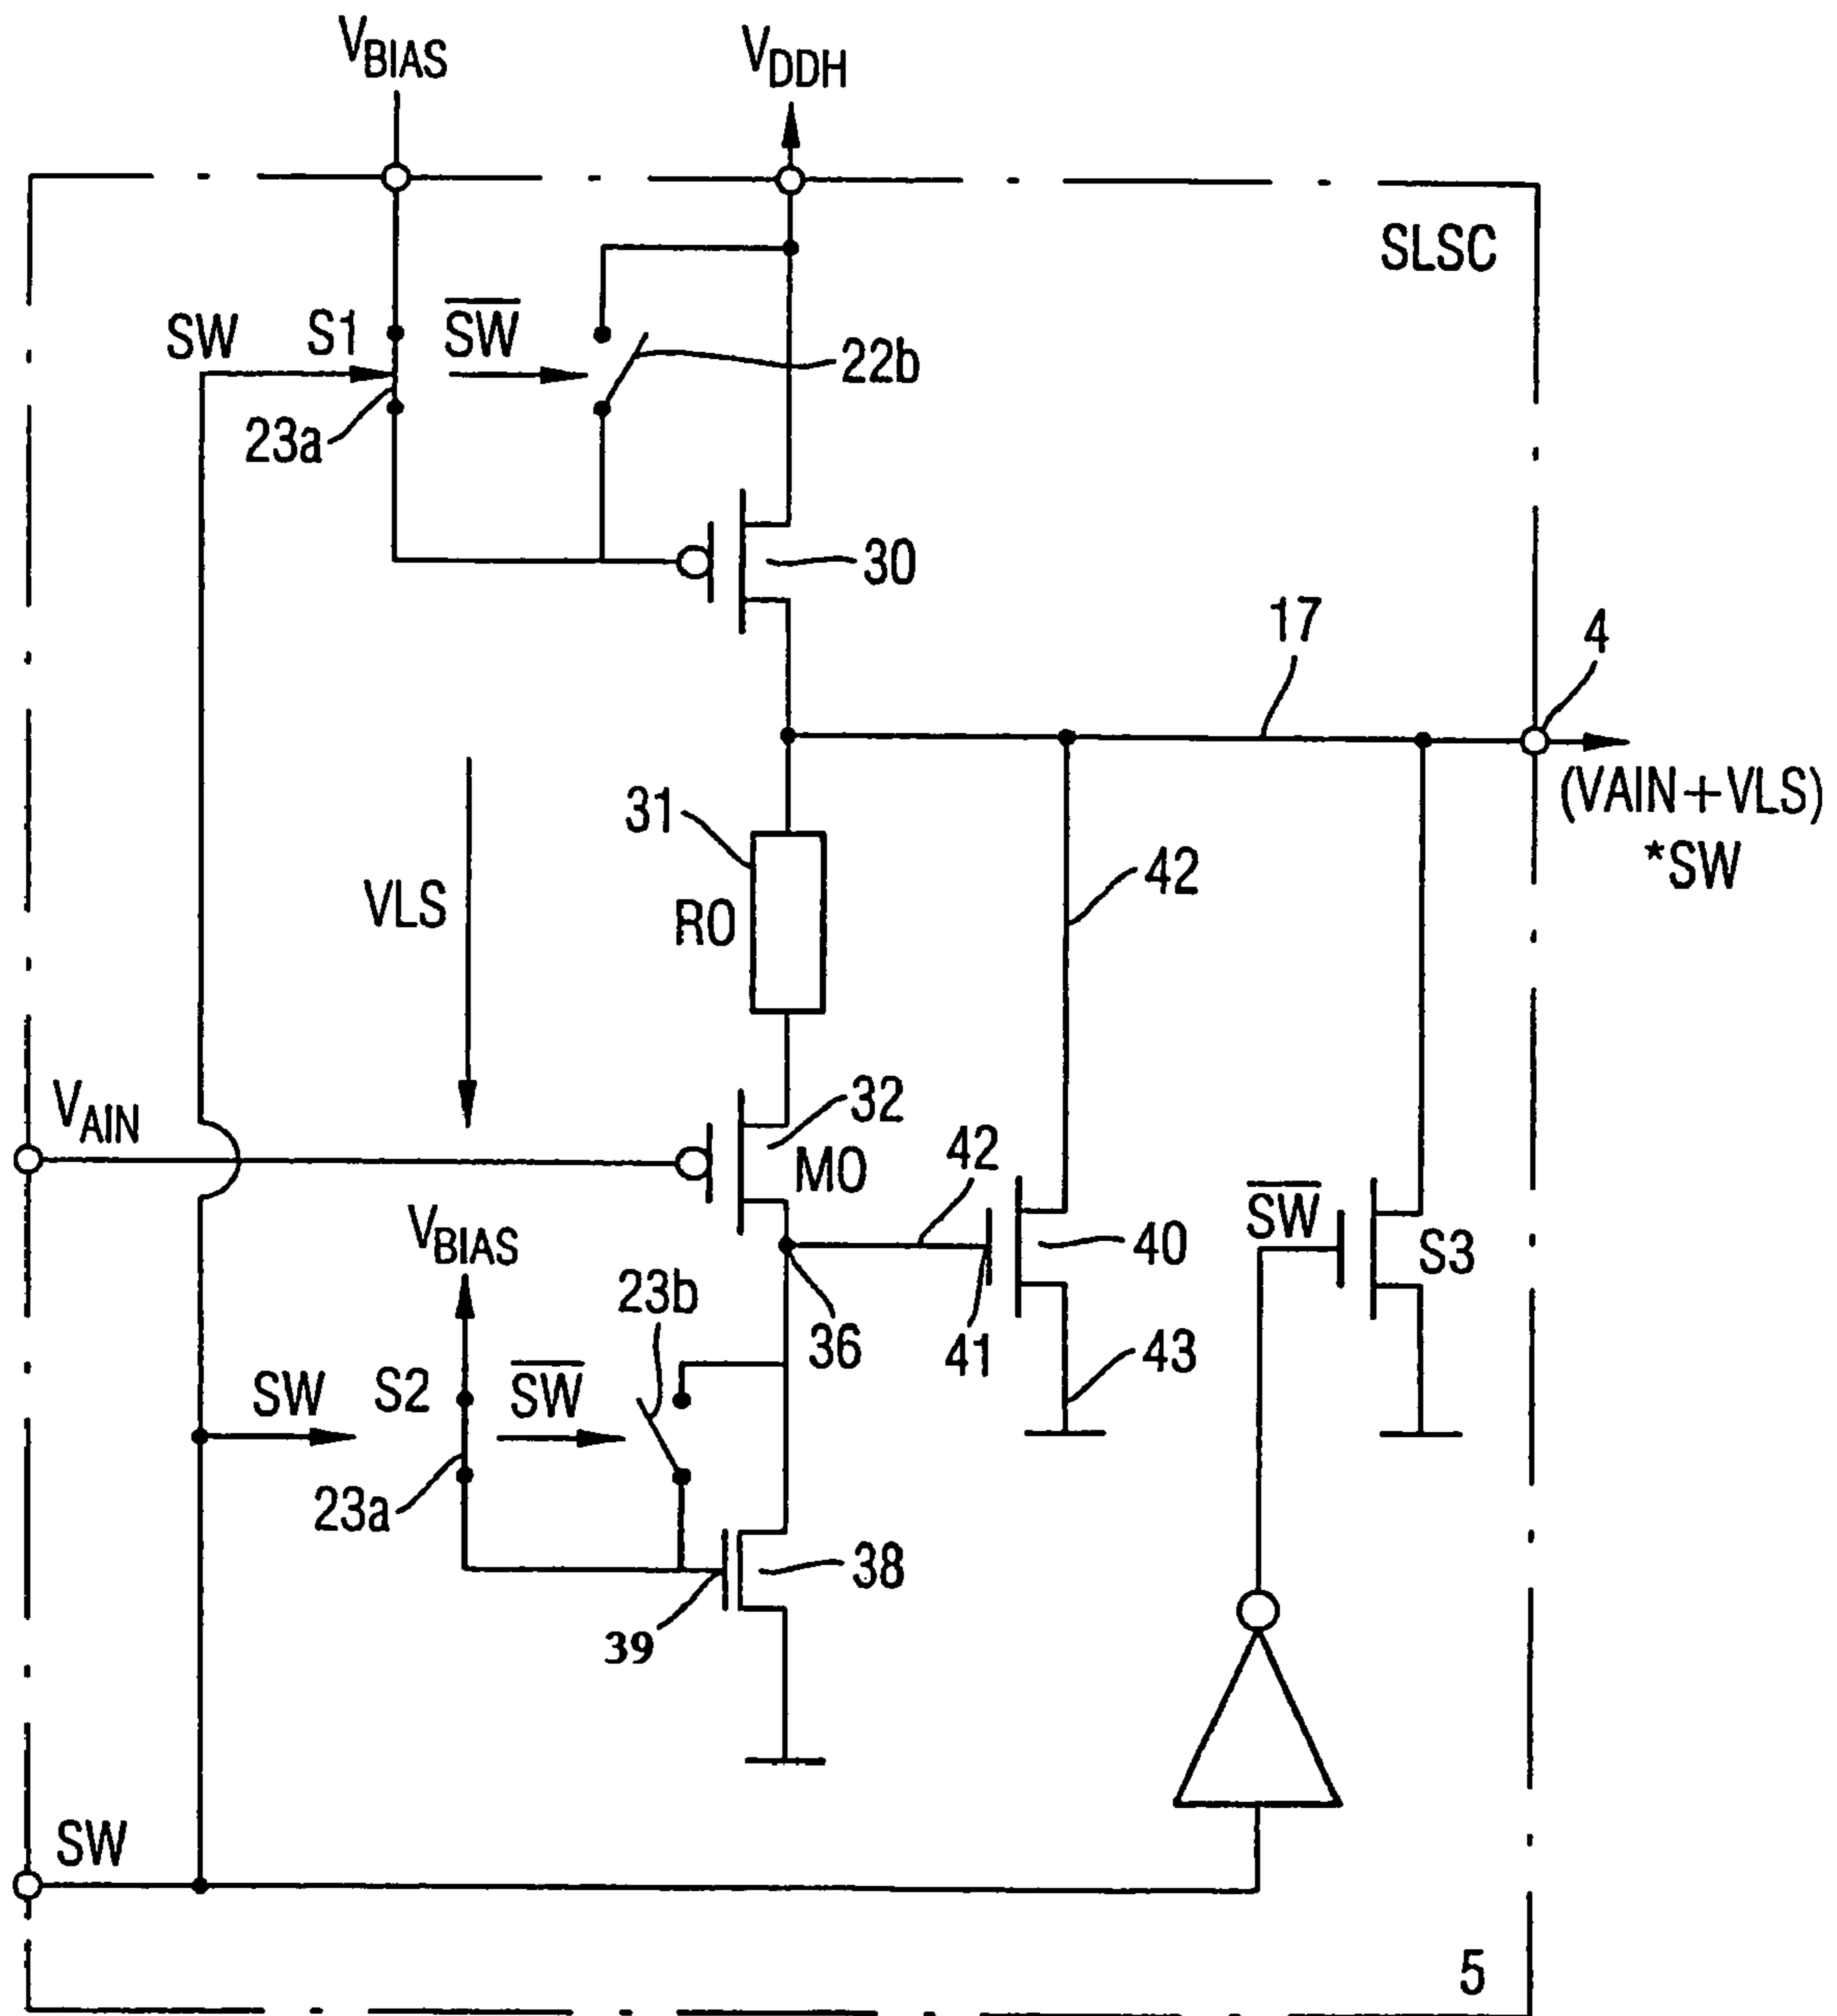 VBIAS
VDDH
SLSC
SW
S1
SW
22b
23a
30
17
4
(VAIN+VLS)
*SW
31
RO
VLS
42
VAIN
32
MO
42
VBIAS
SW
40
S3
23b
36
41
43
SW
S2
SW
23a
38
39
SW
5